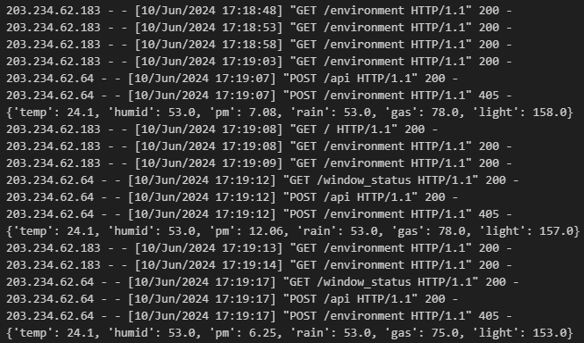 203.234.62.183 - - [10/Jun/2024 17:18:48] "GET /environment HTTP/1.1" 200 -
203.234.62.183 - - [10/Jun/2024 17:18:53] "GET /environment HTTP/1.1" 200 -
203.234.62.183 - - [10/Jun/2024 17:18:58] "GET /environment HTTP/1.1" 200 -
203.234.62.183 - - [10/Jun/2024 17:19:03] "GET /environment HTTP/1.1" 200 -
203.234.62.64 - - [10/Jun/2024 17:19:07] "POST /api HTTP/1.1" 200 -
203.234.62.64 - - [10/Jun/2024 17:19:07] "POST /environment HTTP/1.1" 405 -
{'temp': 24.1, 'humid': 53.0, 'pm': 7.08, 'rain': 53.0, 'gas': 78.0, 'light': 158.0}
203.234.62.183 - - [10/Jun/2024 17:19:08] "GET / HTTP/1.1" 200 -
203.234.62.183 - - [10/Jun/2024 17:19:08] "GET /environment HTTP/1.1" 200 -
203.234.62.183 - - [10/Jun/2024 17:19:09] "GET /environment HTTP/1.1" 200 -
203.234.62.64 - - [10/Jun/2024 17:19:12] "GET /window_status HTTP/1.1" 200 -
203.234.62.64 - - [10/Jun/2024 17:19:12] "POST /api HTTP/1.1" 200 -
203.234.62.64 - - [10/Jun/2024 17:19:12] "POST /environment HTTP/1.1" 405 -
{'temp': 24.1, 'humid': 53.0, 'pm': 12.06, 'rain': 53.0, 'gas': 78.0, 'light': 157.0}
203.234.62.183 - - [10/Jun/2024 17:19:13] "GET /environment HTTP/1.1" 200 -
203.234.62.183 - - [10/Jun/2024 17:19:14] "GET /environment HTTP/1.1" 200 -
203.234.62.64 - - [10/Jun/2024 17:19:17] "GET /window_status HTTP/1.1" 200 -
203.234.62.64 - - [10/Jun/2024 17:19:17] "POST /api HTTP/1.1" 200 -
203.234.62.64 - - [10/Jun/2024 17:19:17] "POST /environment HTTP/1.1" 405 -
{'temp': 24.1, 'humid': 53.0, 'pm': 6.25, 'rain': 53.0, 'gas': 75.0, 'light': 153.0}